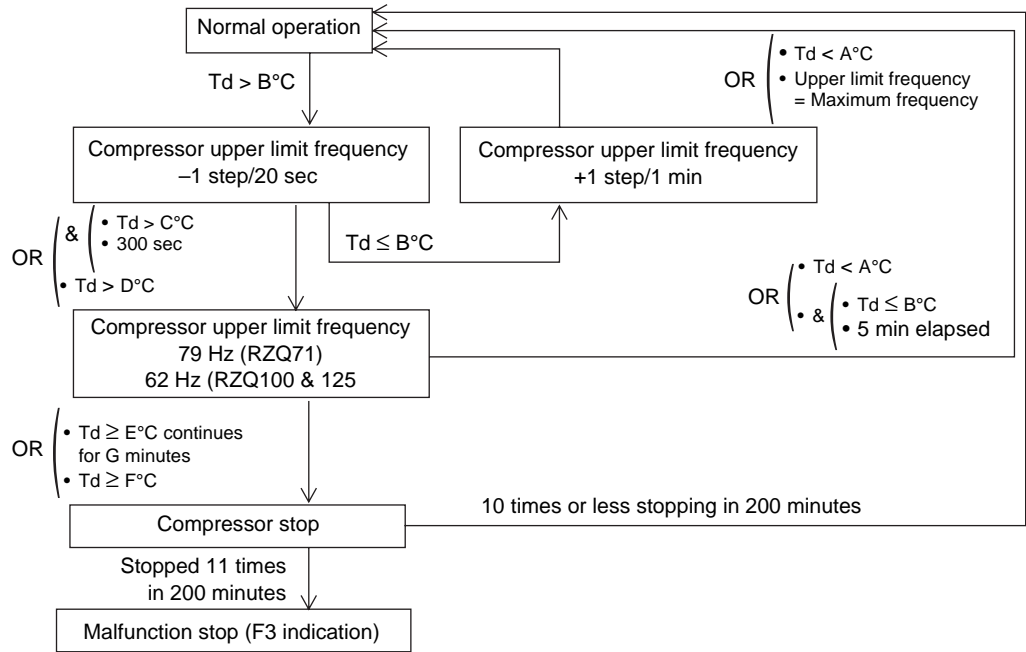 Normal operation
Td > B°C
OR
• Td < A°C
• Upper limit frequency
= Maximum frequency
Compressor upper limit frequency
–1 step/20 sec
Compressor upper limit frequency
+1 step/1 min
OR
&
• Td > C°C
• 300 sec
• Td > D°C
Td ≤ B°C
OR
• Td < A°C
• &
• Td ≤ B°C
• 5 min elapsed
Compressor upper limit frequency
79 Hz (RZQ71)
62 Hz (RZQ100 & 125
OR
• Td ≥ E°C continues
for G minutes
• Td ≥ F°C
Compressor stop
10 times or less stopping in 200 minutes
Stopped 11 times
in 200 minutes
Malfunction stop (F3 indication)